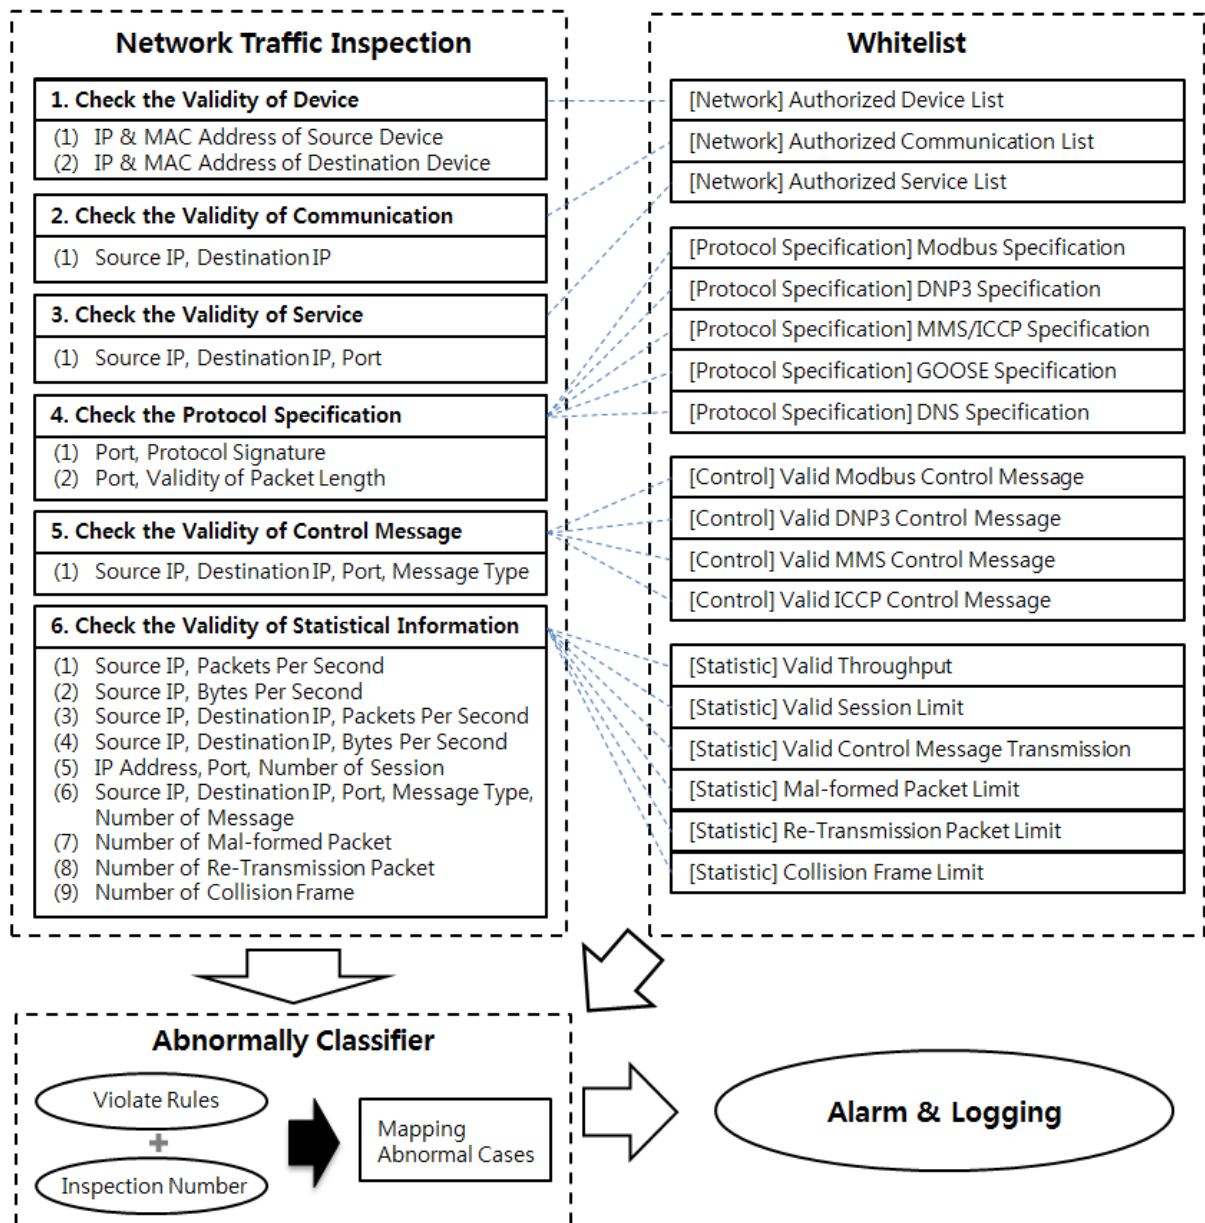 Network Traffic Inspection
1. Check the Validity of Device
(1) IP & MAC Address of Source Device
(2) IP & MAC Address of Destination Device
2. Check the Validity of Communication
(1) Source IP, Destination IP
3. Check the Validity of Service
(1) Source IP, Destination IP, Port
4. Check the Protocol Specification
(1) Port, Protocol Signature
(2) Port, Validity of Packet Length
5. Check the Validity of Control Message
(1) Source IP, Destination IP, Port, Message Type
6. Check the Validity of Statistical Information
(1) Source IP, Packets Per Second
(2) Source IP, Bytes Per Second
(3) Source IP, Destination IP, Packets Per Second
(4) Source IP, Destination IP, Bytes Per Second
(5) IP Address, Port, Number of Session
(6) Source IP, Destination IP, Port, Message Type,
Number of Message
(7) Number of Mal-formed Packet
(8) Number of Re-Transmission Packet
(9) Number of Collision Frame
Whitelist
[Network] Authorized Device List
[Network] Authorized Communication List
[Network] Authorized Service List
[Protocol Specification] Modbus Specification
[Protocol Specification] DNP3 Specification
[Protocol Specification] MMS/ICCP Specification
[Protocol Specification] GOOSE Specification
[Protocol Specification] DNS Specification
[Control] Valid Modbus Control Message
[Control] Valid DNP3 Control Message
[Control] Valid MMS Control Message
[Control] Valid ICCP Control Message
[Statistic] Valid Throughput
[Statistic] Valid Session Limit
[Statistic] Valid Control Message Transmission
[Statistic] Mal-formed Packet Limit
[Statistic] Re-Transmission Packet Limit
[Statistic] Collision Frame Limit
Abnormally Classifier
Violate Rules
+
Inspection Number
Mapping
Abnormal Cases
Alarm & Logging